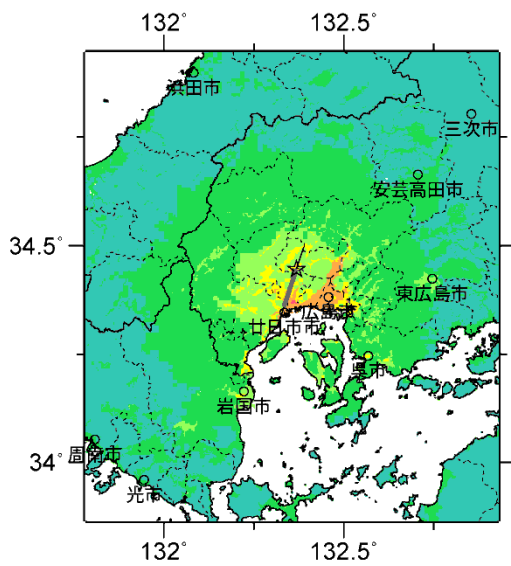 132°
132.5°
浜田市
三次市
安芸高田市
34.5°
東広島市
広島市
廿日市市
呉市
岩国市
周南市
34°
光市
132°
132.5°